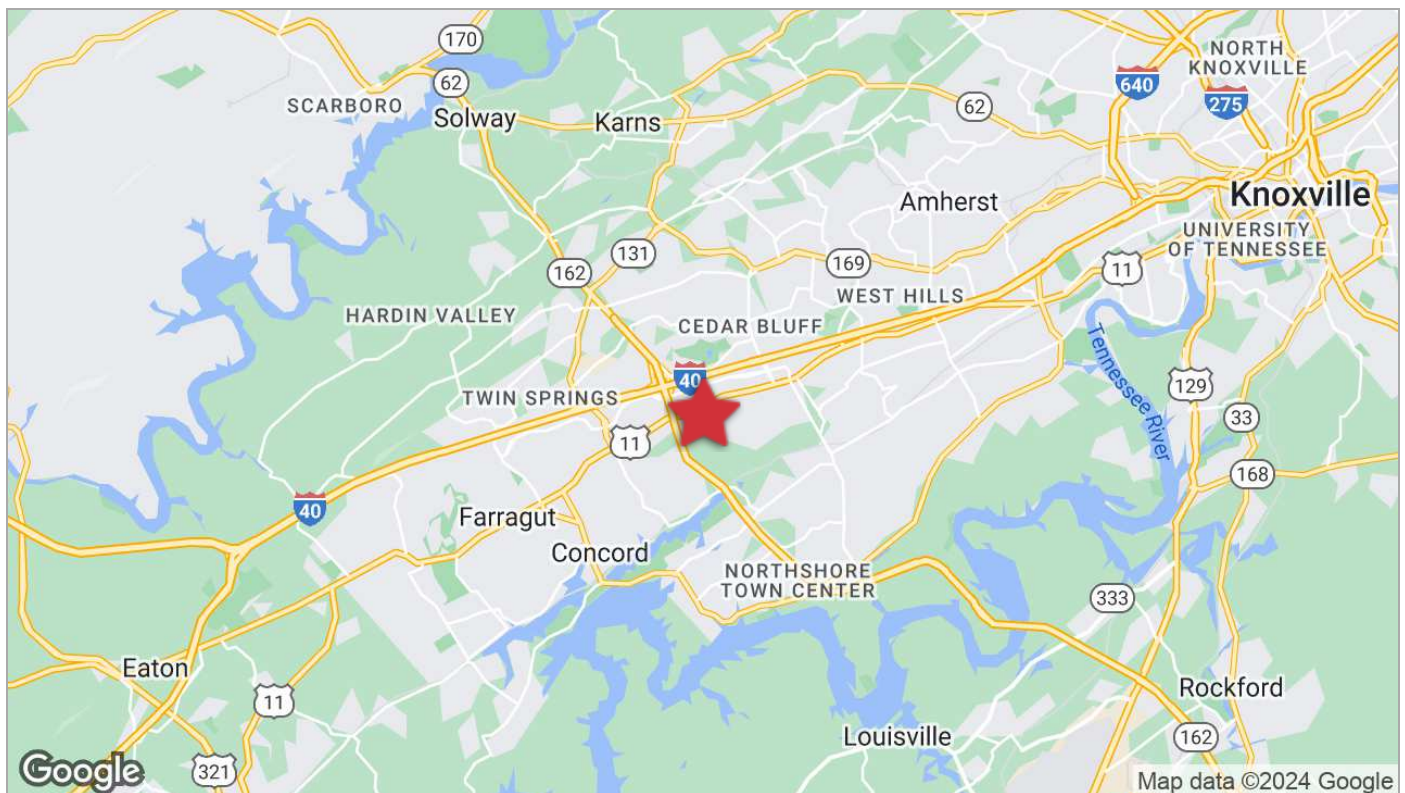 170
NORTH
KNOXVILLE
62
640
275
SCARBORO
Solway
Karns
62
Amherst
Knoxville
UNIVERSITY
OF TENNESSEE
131
162
169
11
WEST HILLS
HARDIN VALLEY
CEDAR BLUFF
Tennessee River
40
129
TWIN SPRINGS
33
11
168
40
Farragut
Concord
NORTHSHORE
TOWN CENTER
333
Eaton
11
Rockford
Louisville
162
321
Google
Map data ©2024 Google